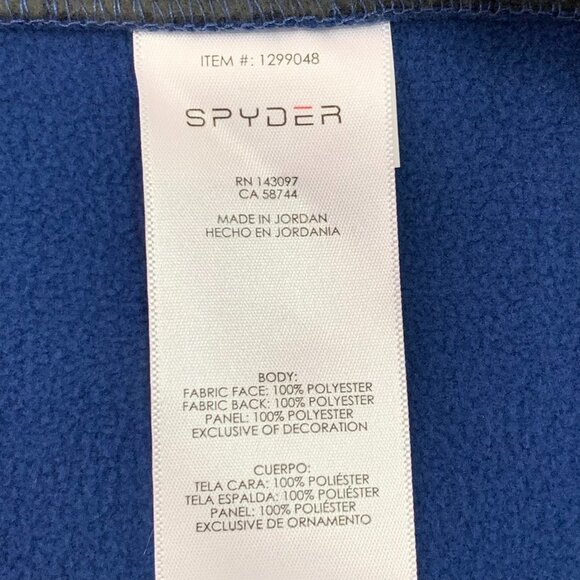 ITEM #: 1299048
SPYDER
RN 143097
CA 58744
MADE IN JORDAN
HECHO EN JORDANIA
BODY:
FABRIC FACE: 100% POLYESTER
FABRIC BACK: 100% POLYESTER
PANEL: 100% POLYESTER
EXCLUSIVE OF DECORATION
CUERPO:
TELA CARA: 100% POLIÉSTER
TELA ESPALDA: 100% POLIÉSTER
PANEL: 100% POLIÉSTER
EXCLUSIVE DE ORNAMENTO